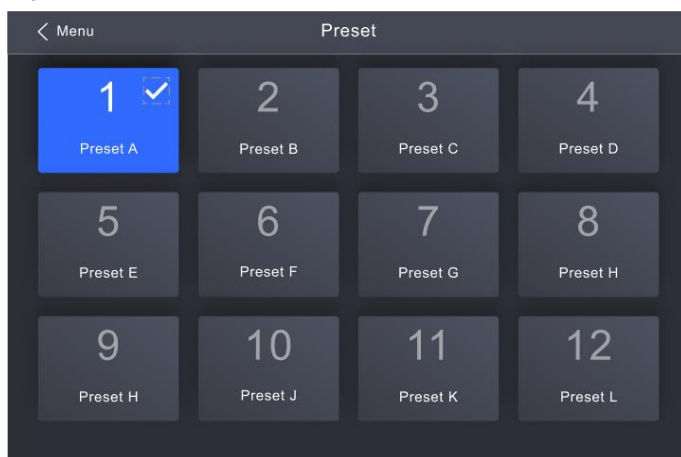 Menu
Preset
1
2
3
4
Preset A
Preset B
Preset C
Preset D
5
6
7
8
Preset E
Preset F
Preset G
Preset H
9
10
11
12
Preset H
Preset J
Preset K
Preset L